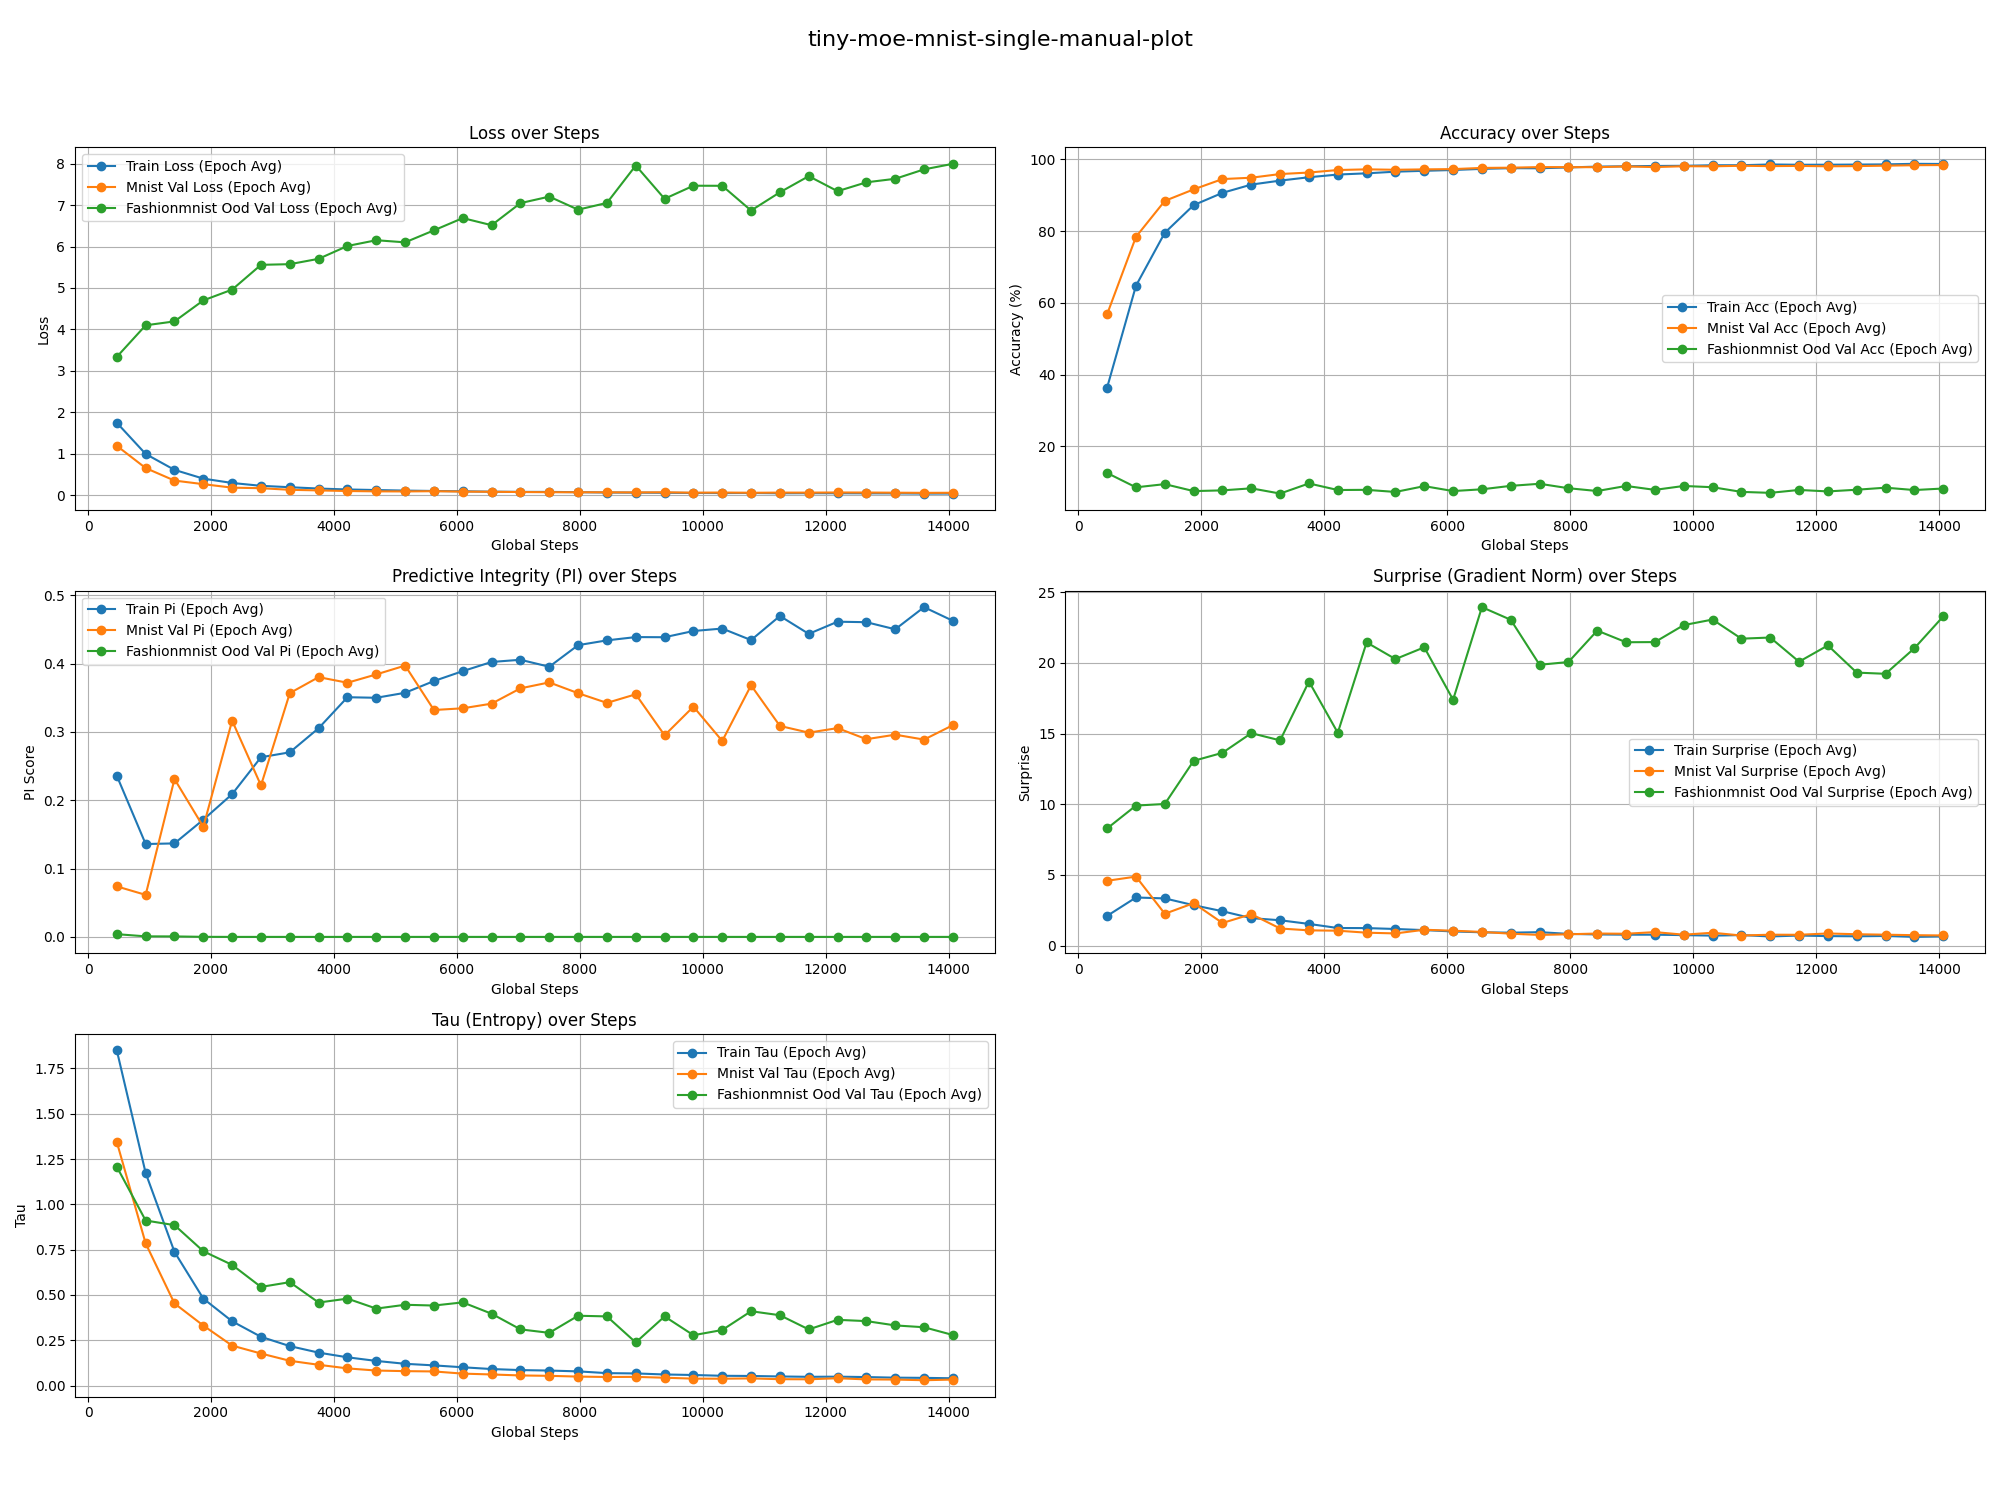 tiny-moe-mnist-single-manual-plot
Loss over Steps
Train Loss (Epoch Avg)
Mnist Val Loss (Epoch Avg)
Fashionmnist Ood Val Loss (Epoch Avg)
8
7
6
5
4
3
2
1
0
Loss
0 2000 4000 6000 8000 10000 12000 14000
Global Steps
Accuracy over Steps
100
80
60
40
20
Accuracy (%)
Train Acc (Epoch Avg)
Mnist Val Acc (Epoch Avg)
Fashionmnist Ood Val Acc (Epoch Avg)
0 2000 4000 6000 8000 10000 12000 14000
Global Steps
Predictive Integrity (PI) over Steps
Train Pi (Epoch Avg)
Mnist Val Pi (Epoch Avg)
Fashionmnist Ood Val Pi (Epoch Avg)
0.5
0.4
0.3
0.2
0.1
0.0
PI Score
0 2000 4000 6000 8000 10000 12000 14000
Global Steps
Surprise (Gradient Norm) over Steps
25
20
15
10
5
0
Surprise
Train Surprise (Epoch Avg)
Mnist Val Surprise (Epoch Avg)
Fashionmnist Ood Val Surprise (Epoch Avg)
0 2000 4000 6000 8000 10000 12000 14000
Global Steps
Tau (Entropy) over Steps
Train Tau (Epoch Avg)
Mnist Val Tau (Epoch Avg)
Fashionmnist Ood Val Tau (Epoch Avg)
1.75
1.50
1.25
1.00
0.75
0.50
0.25
0.00
Tau
0 2000 4000 6000 8000 10000 12000 14000
Global Steps